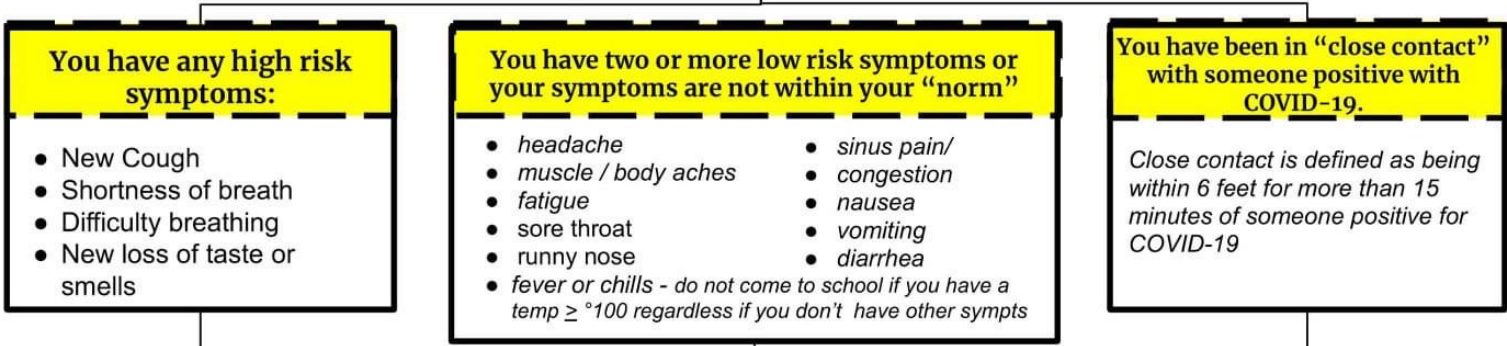 You have any high risk
symptoms:
● New Cough
● Shortness of breath
● Difficulty breathing
● New loss of taste or
smells
You have two or more low risk symptoms or
your symptoms are not within your “norm”
● headache
● muscle / body aches
● fatigue
● sore throat
● runny nose
● sinus pain/
● congestion
● nausea
● vomiting
● diarrhea
● fever or chills - do not come to school if you have a
temp ≥ °100 regardless if you don’t have other sympts
You have been in “close contact”
with someone positive with
COVID-19.
Close contact is defined as being
within 6 feet for more than 15
minutes of someone positive for
COVID-19